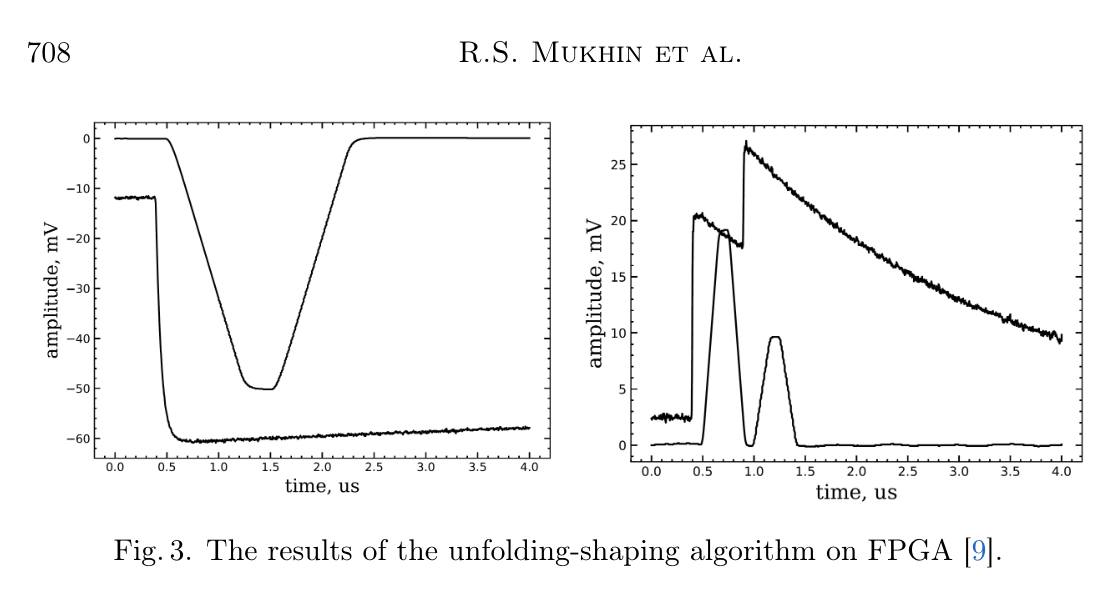 708 R.S. Mukhin et al.
0
−10
−20
−30
−40
−50
−60
amplitude, mV
0.0 0.5 1.0 1.5 2.0 2.5 3.0 3.5 4.0
time, us
25
20
15
10
5
0
amplitude, mV
0.0 0.5 1.0 1.5 2.0 2.5 3.0 3.5 4.0
time, us
Fig. 3. The results of the unfolding-shaping algorithm on FPGA [9].